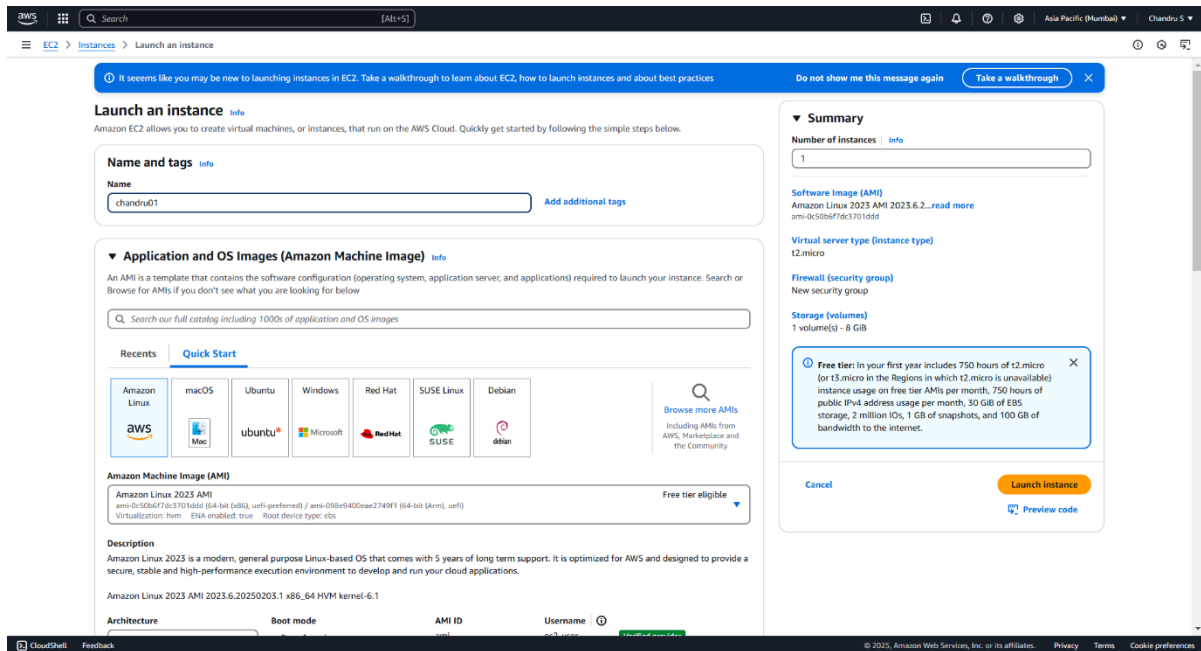 aws
Search [Alt+S]
Asia Pacific (Mumbai) Chandru S
EC2 > Instances > Launch an instance
It seeems like you may be new to launching instances in EC2. Take a walkthrough to learn about EC2, how to launch instances and about best practices
Do not show me this message again
Take a walkthrough
Launch an instance Info
Amazon EC2 allows you to create virtual machines, or instances, that run on the AWS Cloud. Quickly get started by following the simple steps below.
Name and tags Info
Name
chandru01
Add additional tags
Application and OS Images (Amazon Machine Image) Info
An AMI is a template that contains the software configuration (operating system, application server, and applications) required to launch your instance. Search or
Browse for AMIs if you don't see what you are looking for below
Search our full catalog including 1000s of application and OS images
Recents Quick Start
Amazon
Linux
aws
macOS
Mac
Ubuntu
ubuntu
Windows
Microsoft
Red Hat
Red Hat
SUSE Linux
SUSE
Debian
debian
Browse more AMIs
Including AMIs from
AWS, Marketplace and
the Community
Amazon Machine Image (AMI)
Amazon Linux 2023 AMI
Free tier eligible
ami-0c50b6f7dc3701ddd (64-bit (x86), uefi-preferred) / ami-098e9400eae2749f1 (64-bit (Arm), uefi)
Virtualization: hvm ENA enabled: true Root device type: ebs
Description
Amazon Linux 2023 is a modern, general purpose Linux-based OS that comes with 5 years of long term support. It is optimized for AWS and designed to provide a
secure, stable and high-performance execution environment to develop and run your cloud applications.
Amazon Linux 2023 AMI 2023.6.20250203.1 x86_64 HVM kernel-6.1
Architecture Boot mode AMI ID Username
Summary
Number of instances Info
1
Software Image (AMI)
Amazon Linux 2023 AMI 2023.6.2...read more
ami-0c50b6f7dc3701ddd
Virtual server type (instance type)
t2.micro
Firewall (security group)
New security group
Storage (volumes)
1 volume(s) - 8 GiB
Free tier: In your first year includes 750 hours of t2.micro
(or t3.micro in the Regions in which t2.micro is unavailable)
instance usage on free tier AMIs per month, 750 hours of
public IPv4 address usage per month, 30 GiB of EBS
storage, 2 million IOs, 1 GB of snapshots, and 100 GB of
bandwidth to the internet.
Cancel
Launch instance
Preview code
CloudShell Feedback
© 2025, Amazon Web Services, Inc. or its affiliates. Privacy Terms Cookie preferences